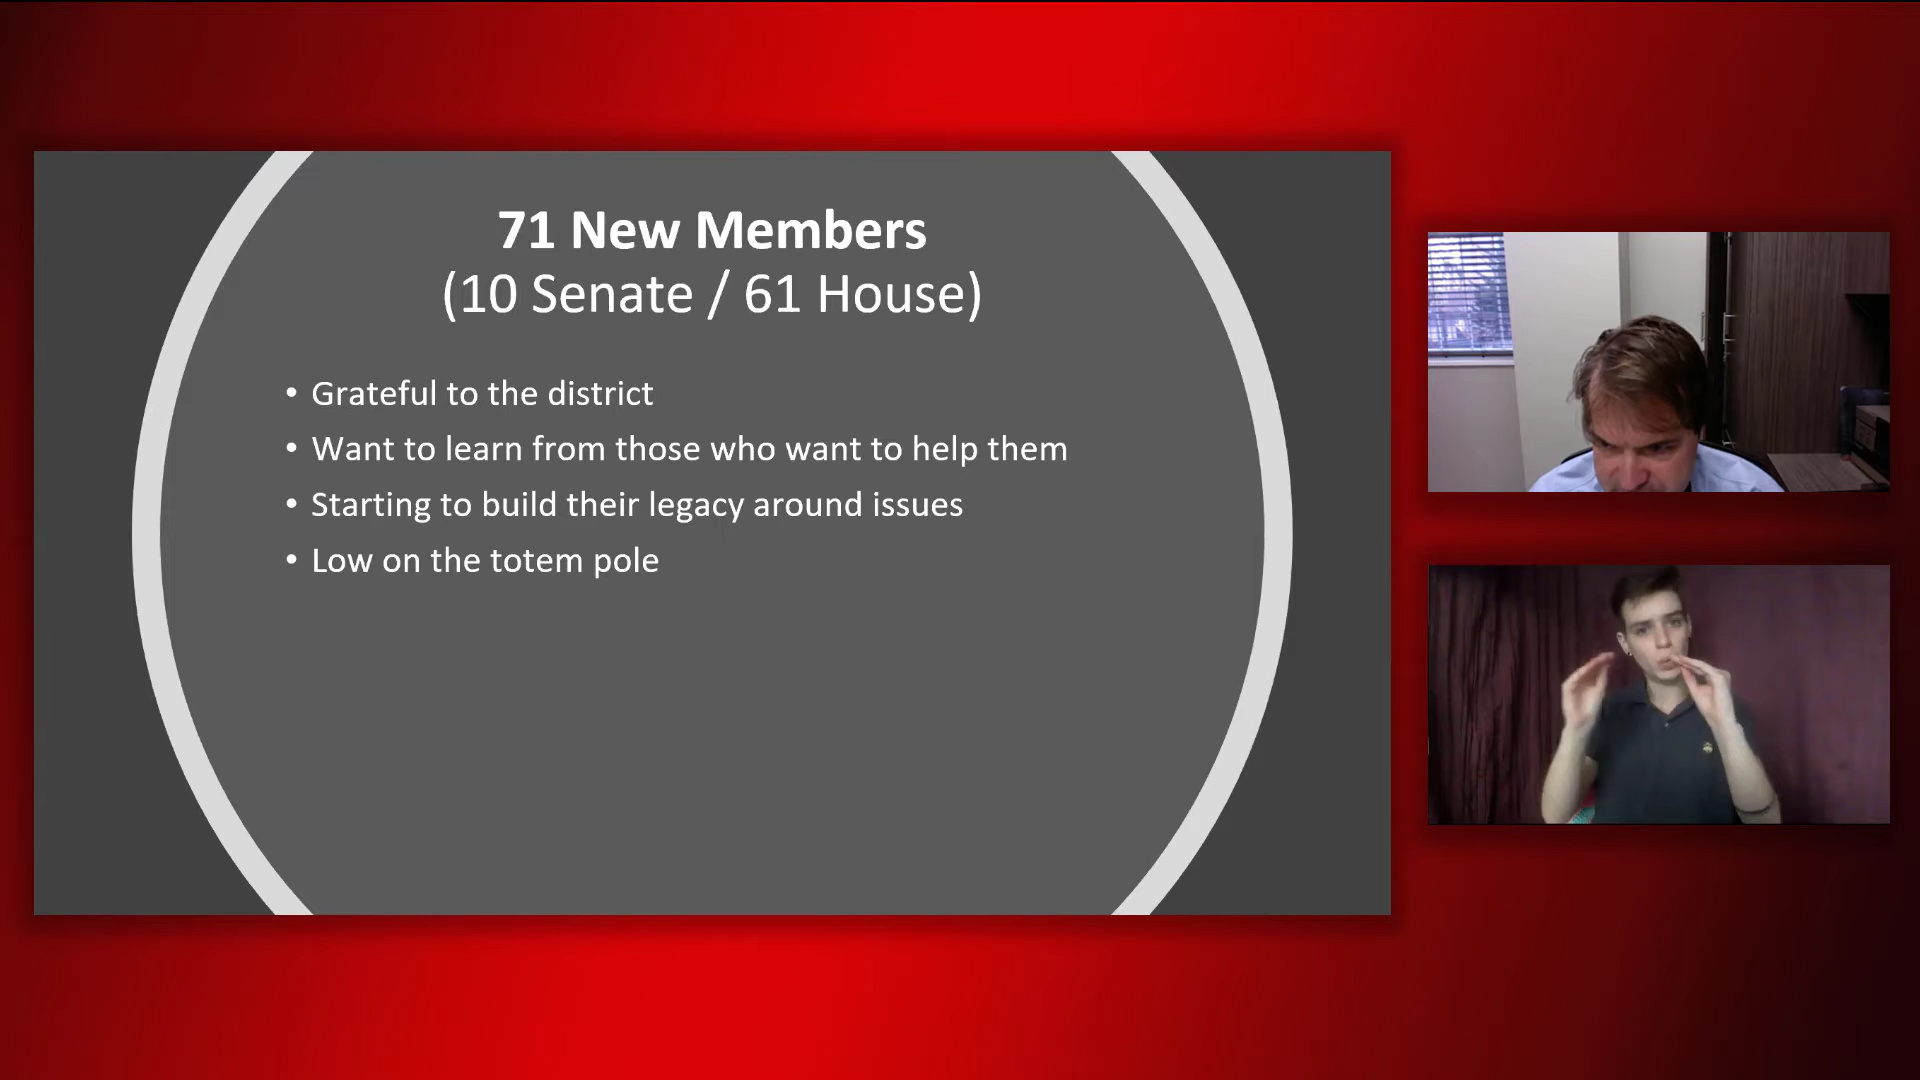 71 New Members
(10 Senate / 61 House)
• Grateful to the district
• Want to learn from those who want to help them
• Starting to build their legacy around issues
• Low on the totem pole